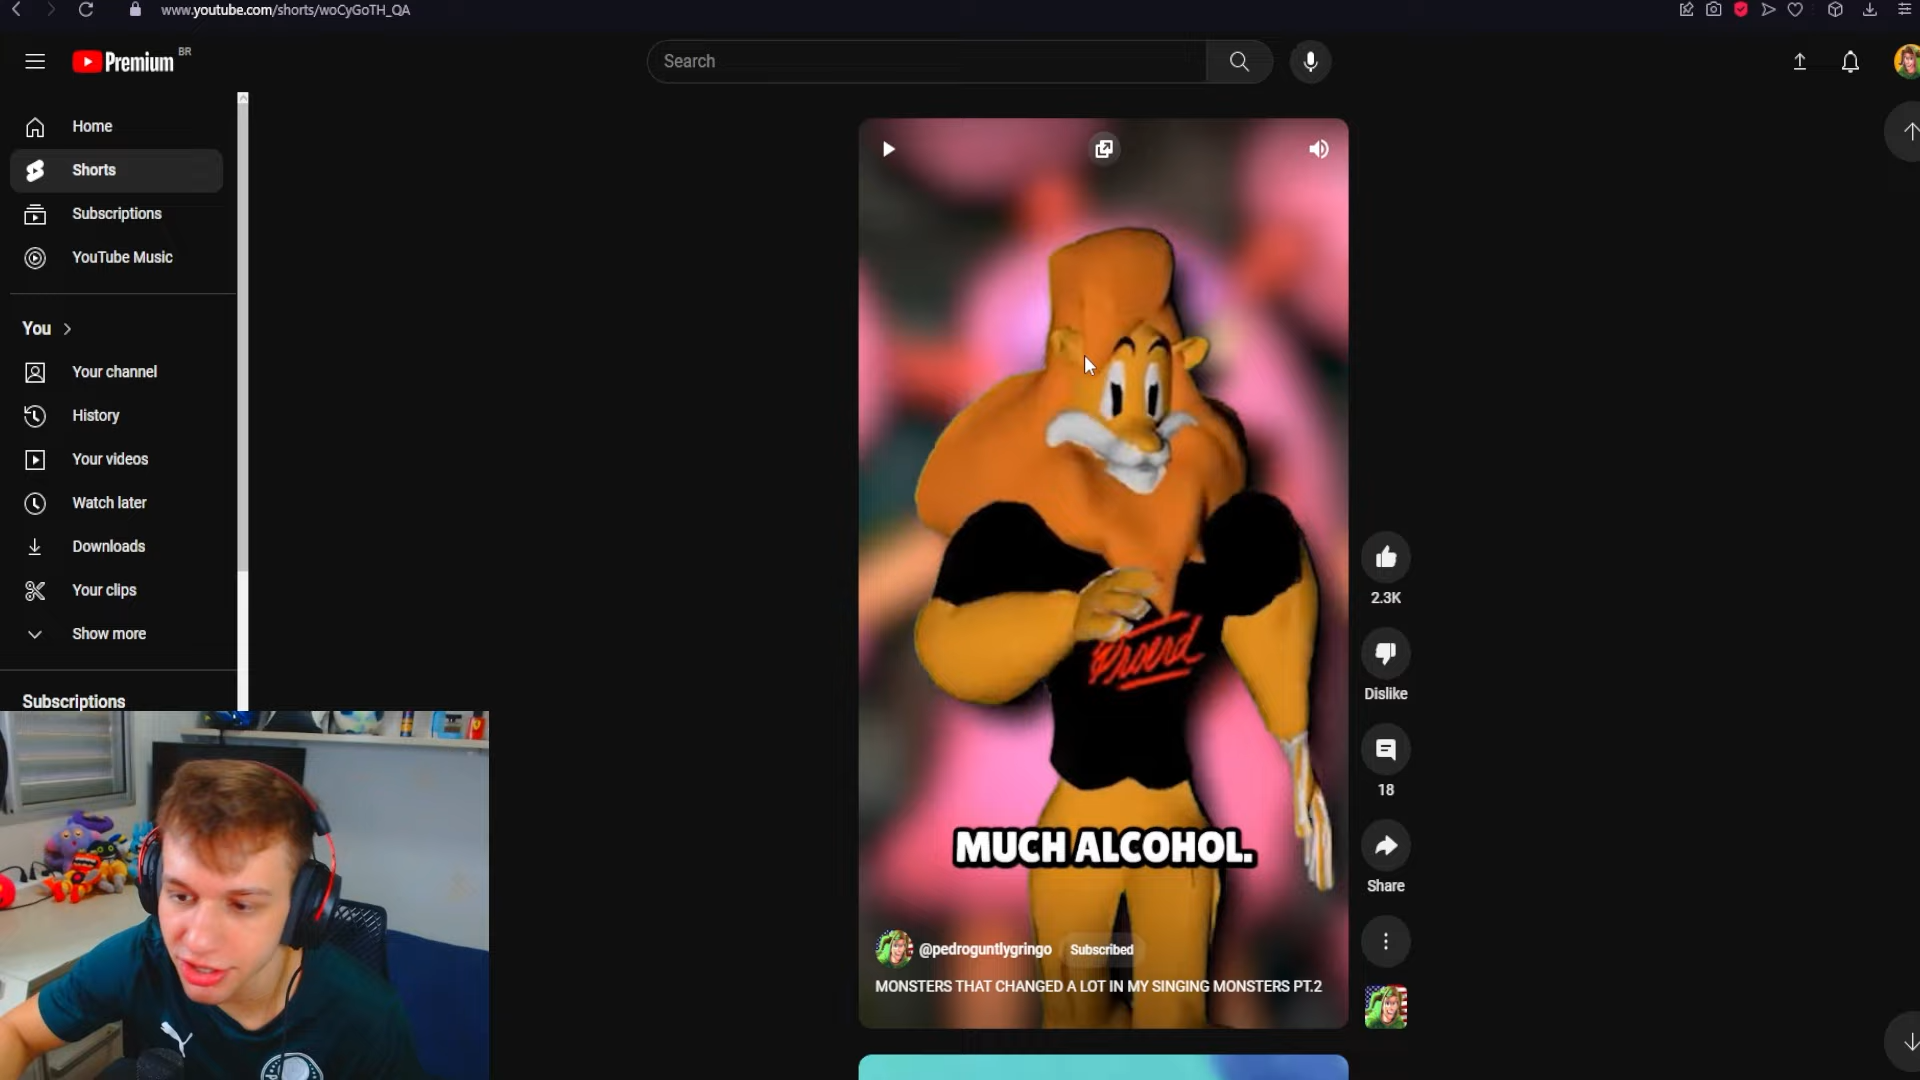 www.youtube.com/shorts/woCyGoTH_QA
Premium BR
Search
Home
Shorts
Subscriptions
YouTube Music
You
Your channel
History
Your videos
Watch later
Downloads
Your clips
Show more
Subscriptions
Proerd
MUCH ALCOHOL.
@pedroguntlygringo Subscribed
MONSTERS THAT CHANGED A LOT IN MY SINGING MONSTERS PT.2
2.3K
Dislike
18
Share